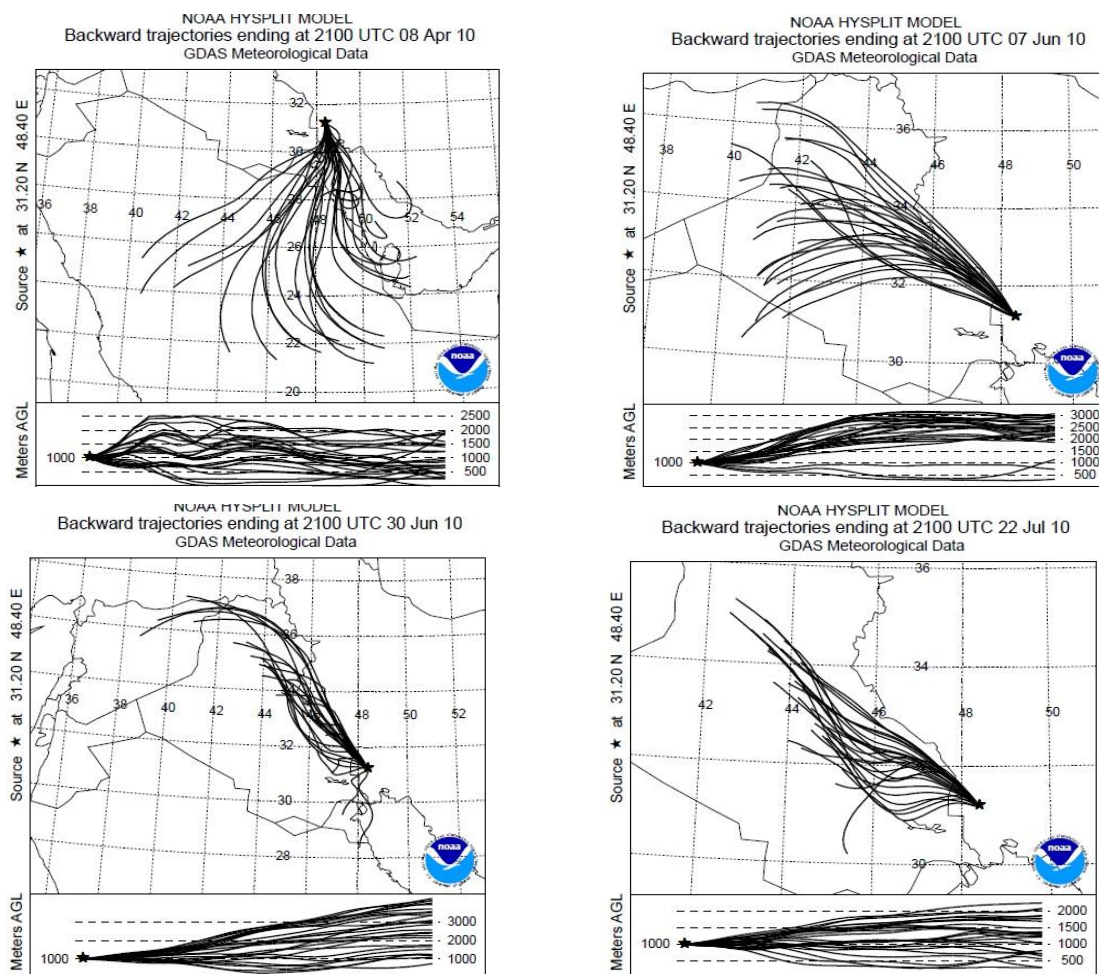 NOAA HYSPLIT MODEL
Backward trajectories ending at 2100 UTC 08 Apr 10
GDAS Meteorological Data
Source ★ at 31.20 N 48.40 E
32
30
28
36 38 40 42 44 46 48 50 52 54
26
24
22
20
noaa
Meters AGL
1000
2500
2000
1500
1000
500
NOAA HYSPLIT MODEL
Backward trajectories ending at 2100 UTC 07 Jun 10
GDAS Meteorological Data
Source ★ at 31.20 N 48.40 E
36
40 42 44 46 48 50
34
32
30
noaa
Meters AGL
1000
3000
2500
2000
1500
1000
500
NOAA HYSPLIT MODEL
Backward trajectories ending at 2100 UTC 30 Jun 10
GDAS Meteorological Data
Source ★ at 31.20 N 48.40 E
38
36
36 38 40 42 44 46 48 50 52
32
30
28
noaa
Meters AGL
1000
3000
2000
1000
NOAA HYSPLIT MODEL
Backward trajectories ending at 2100 UTC 22 Jul 10
GDAS Meteorological Data
Source ★ at 31.20 N 48.40 E
36
34
42 44 46 48 50
30
noaa
Meters AGL
1000
2000
1500
1000
500